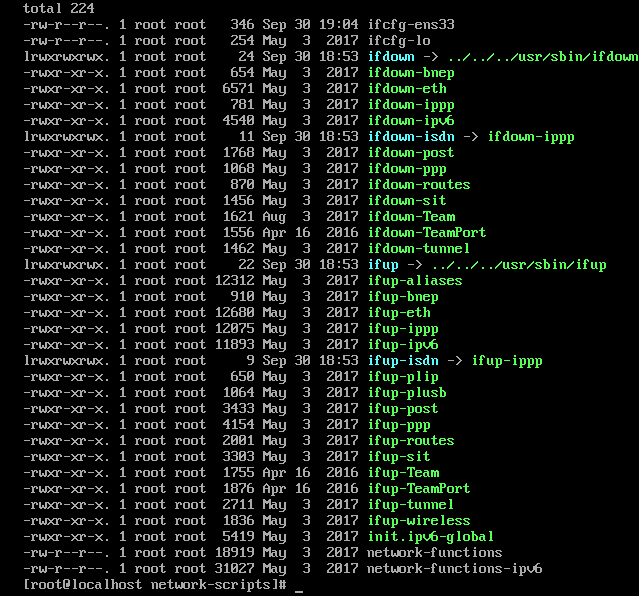 total 224
-rw-r--r--. 1 root root   346 Sep 30 19:04 ifcfg-ens33
-rw-r--r--. 1 root root   254 May  3  2017 ifcfg-lo
lrwxrwxrwx. 1 root root    24 Sep 30 18:53 ifdown -> ../../../usr/sbin/ifdown
-rwxr-xr-x. 1 root root   654 May  3  2017 ifdown-bnep
-rwxr-xr-x. 1 root root  6571 May  3  2017 ifdown-eth
-rwxr-xr-x. 1 root root   781 May  3  2017 ifdown-ippp
-rwxr-xr-x. 1 root root  4540 May  3  2017 ifdown-ipv6
lrwxrwxrwx. 1 root root    11 Sep 30 18:53 ifdown-isdn -> ifdown-ippp
-rwxr-xr-x. 1 root root  1768 May  3  2017 ifdown-post
-rwxr-xr-x. 1 root root  1068 May  3  2017 ifdown-ppp
-rwxr-xr-x. 1 root root   870 May  3  2017 ifdown-routes
-rwxr-xr-x. 1 root root  1456 May  3  2017 ifdown-sit
-rwxr-xr-x. 1 root root  1621 Aug  3  2017 ifdown-Team
-rwxr-xr-x. 1 root root  1556 Apr 16  2016 ifdown-TeamPort
-rwxr-xr-x. 1 root root  1462 May  3  2017 ifdown-tunnel
lrwxrwxrwx. 1 root root    22 Sep 30 18:53 ifup -> ../../../usr/sbin/ifup
-rwxr-xr-x. 1 root root 12312 May  3  2017 ifup-aliases
-rwxr-xr-x. 1 root root   910 May  3  2017 ifup-bnep
-rwxr-xr-x. 1 root root 12680 May  3  2017 ifup-eth
-rwxr-xr-x. 1 root root 12075 May  3  2017 ifup-ippp
-rwxr-xr-x. 1 root root 11893 May  3  2017 ifup-ipv6
lrwxrwxrwx. 1 root root     9 Sep 30 18:53 ifup-isdn -> ifup-ippp
-rwxr-xr-x. 1 root root   650 May  3  2017 ifup-plip
-rwxr-xr-x. 1 root root  1064 May  3  2017 ifup-plusb
-rwxr-xr-x. 1 root root  3433 May  3  2017 ifup-post
-rwxr-xr-x. 1 root root  4154 May  3  2017 ifup-ppp
-rwxr-xr-x. 1 root root  2001 May  3  2017 ifup-routes
-rwxr-xr-x. 1 root root  3303 May  3  2017 ifup-sit
-rwxr-xr-x. 1 root root  1755 Apr 16  2016 ifup-Team
-rwxr-xr-x. 1 root root  1876 Apr 16  2016 ifup-TeamPort
-rwxr-xr-x. 1 root root  2711 May  3  2017 ifup-tunnel
-rwxr-xr-x. 1 root root  1836 May  3  2017 ifup-wireless
-rwxr-xr-x. 1 root root  5419 May  3  2017 init.ipv6-global
-rw-r--r--. 1 root root 18919 May  3  2017 network-functions
-rw-r--r--. 1 root root 31027 May  3  2017 network-functions-ipv6
[root@localhost network-scripts]# _